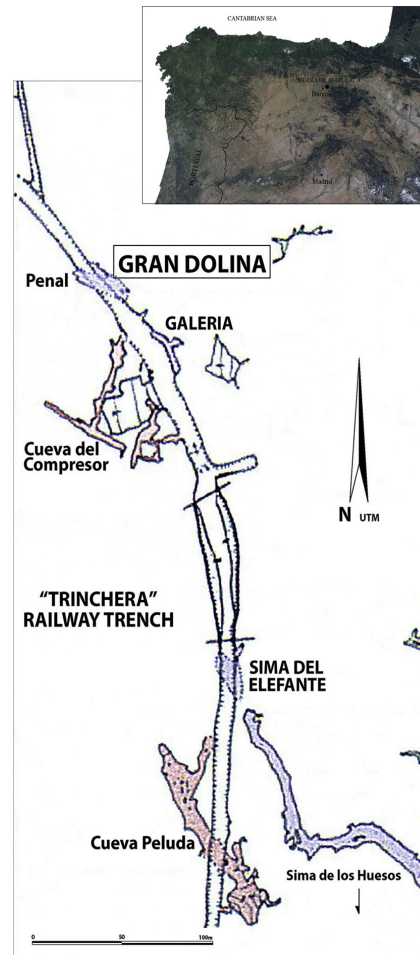 CANTABRIAN SEA
SIERRA DE ATAPUERCA
Burgos
PORTUGAL
Madrid
GRAN DOLINA
Penal
GALERIA
Cueva del
Compresor
N UTM
“TRINCHERA”
RAILWAY TRENCH
SIMA DEL
ELEFANTE
Cueva Peluda
Sima de los Huesos
0 50 100m